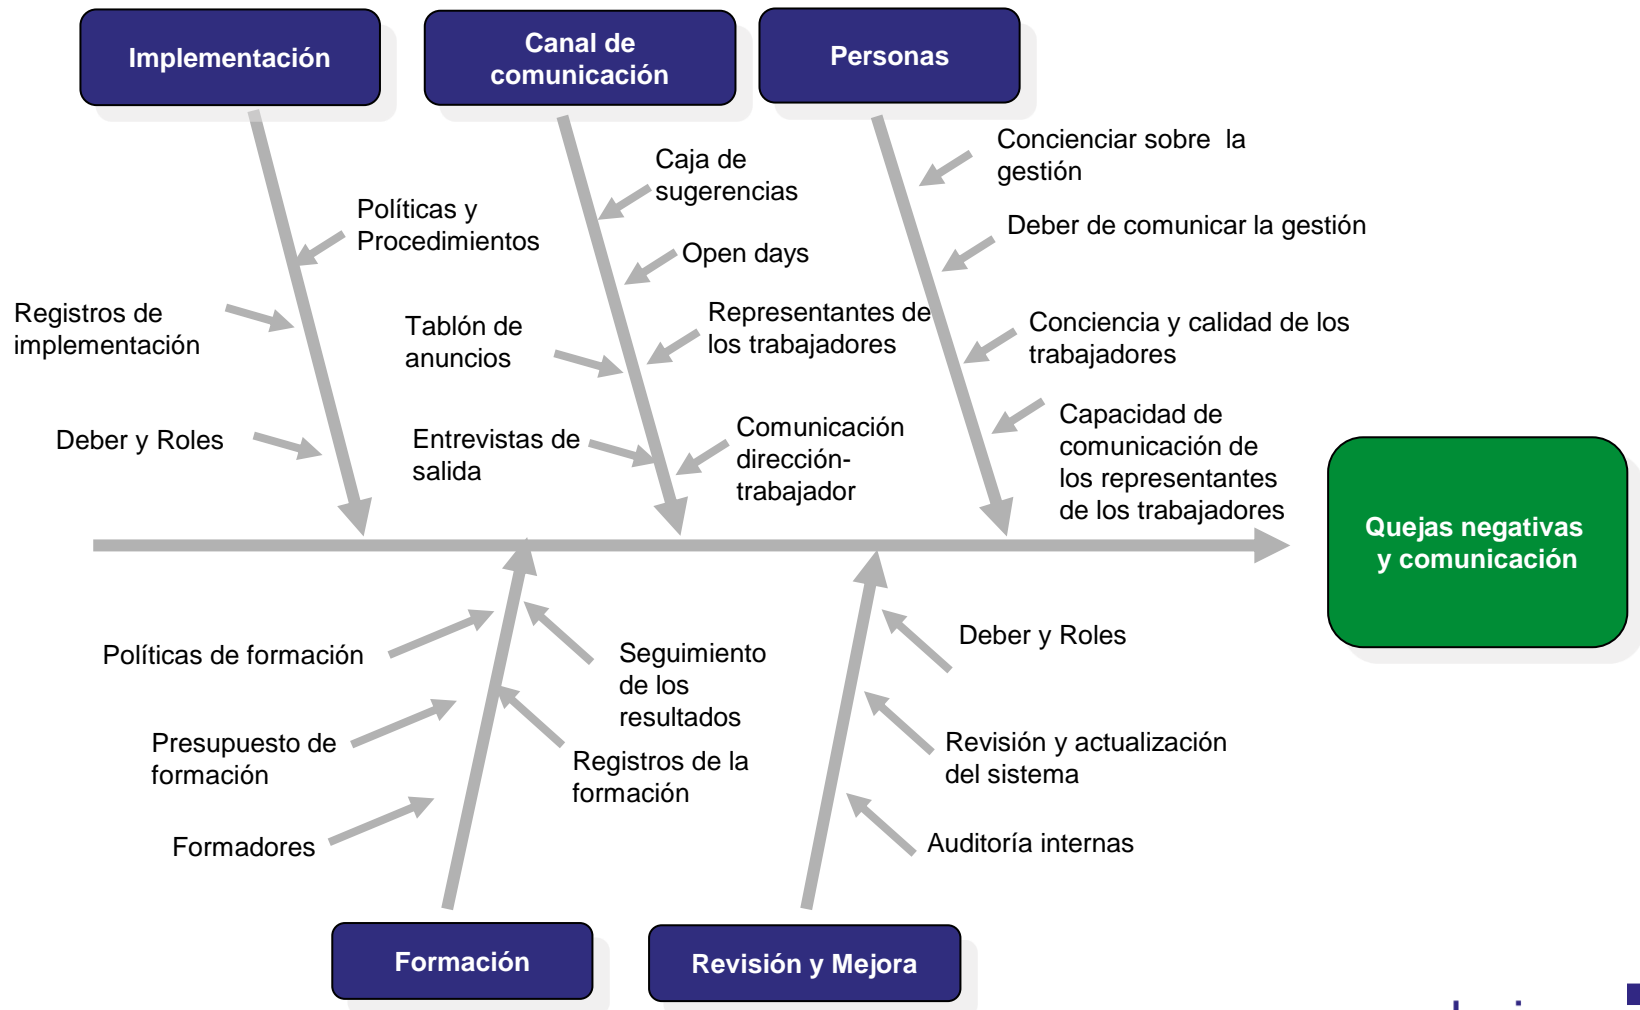 Implementación
Canal de
comunicación
Personas
Concienciar sobre la
gestión
Caja de
sugerencias
Políticas y
Procedimientos
Deber de comunicar la gestión
Open days
Registros de
implementación
Tablón de
anuncios
Representantes de
los trabajadores
Conciencia y calidad de los
trabajadores
Deber y Roles
Entrevistas de
salida
Comunicación
dirección-
trabajador
Capacidad de
comunicación de
los representantes
de los trabajadores
Quejas negativas
y comunicación
Políticas de formación
Seguimiento
de los
resultados
Deber y Roles
Presupuesto de
formación
Registros de la
formación
Revisión y actualización
del sistema
Formadores
Auditoría internas
Formación
Revisión y Mejora